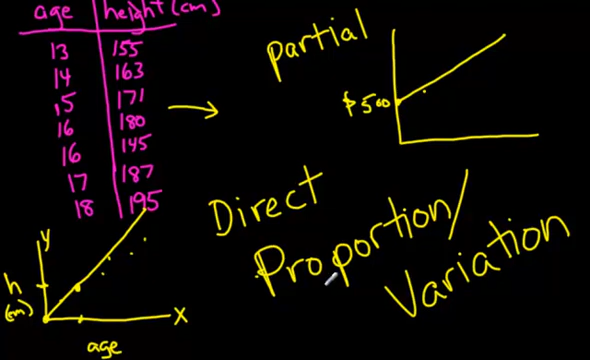 age height (cm)
13 155
14 163
15 171
16 180
16 145
17 187
18 195
partial
$500
Direct
Proportion/
Variation
y
h
(cm)
x
age